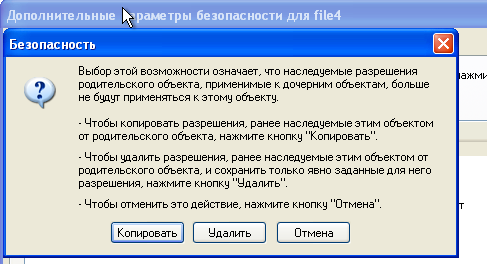 Дополнительные параметры безопасности для file4
Безопасность
Выбор этой возможности означает, что наследуемые разрешения
родительского объекта, применимые к дочерним объектам, больше
не будут применяться к этому объекту.
- Чтобы копировать разрешения, ранее наследуемые этим объектом
от родительского объекта, нажмите кнопку "Копировать".
- Чтобы удалить разрешения, ранее наследуемые этим объектом от
родительского объекта, и сохранить только явно заданные для него
разрешения, нажмите кнопку "Удалить".
- Чтобы отменить это действие, нажмите кнопку "Отмена".
Копировать Удалить Отмена